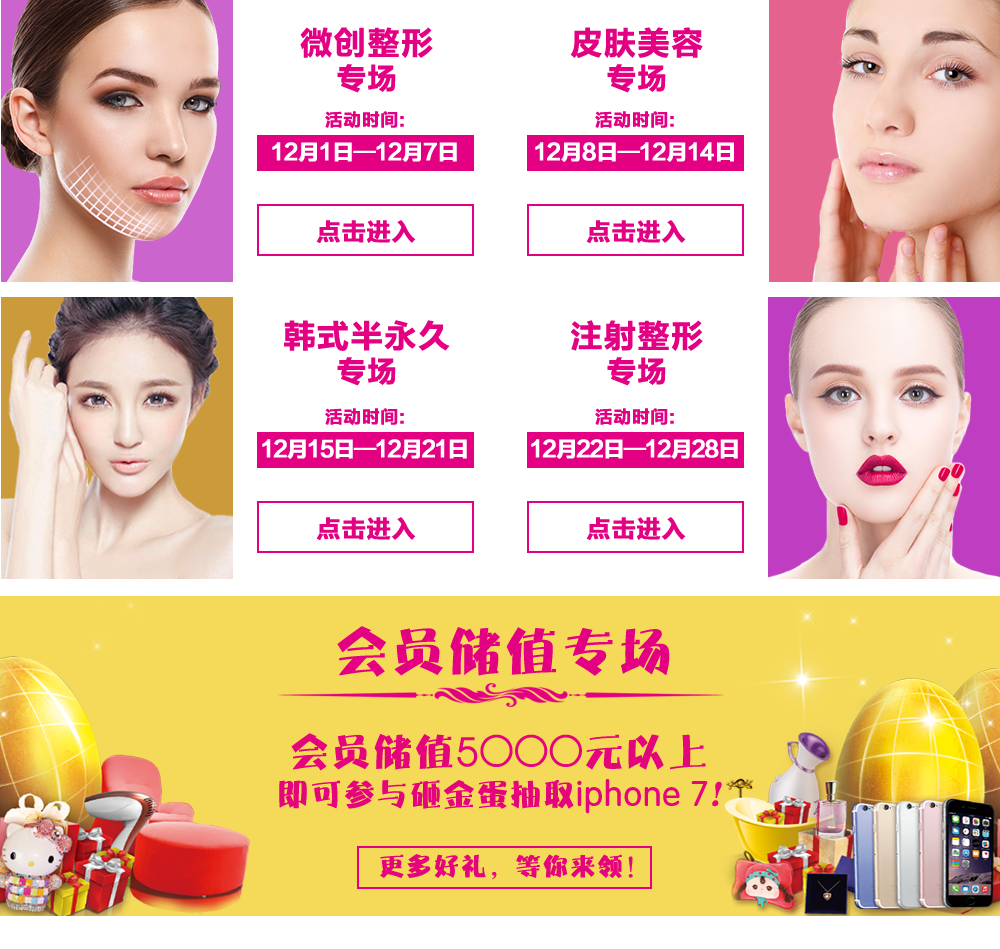 微创整形
专场
活动时间:
12月1日—12月7日
点击进入
皮肤美容
专场
活动时间:
12月8日—12月14日
点击进入
韩式半永久
专场
活动时间:
12月15日—12月21日
点击进入
注射整形
专场
活动时间:
12月22日—12月28日
点击进入
会员储值专场
会员储值5000元以上
即可参与砸金蛋抽取iphone 7!
更多好礼，等你来领!